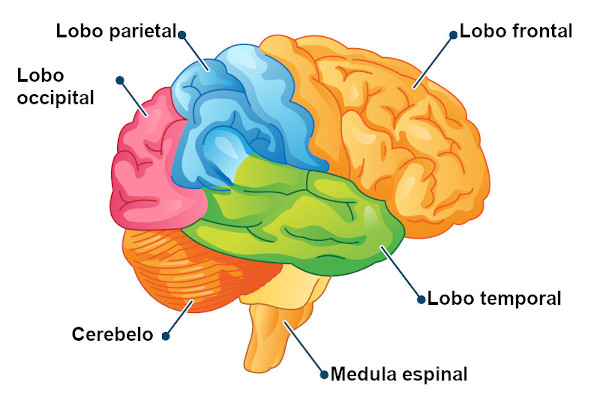 Lobo parietal
Lobo frontal
Lobo
occipital
Lobo temporal
Cerebelo
Medula espinal